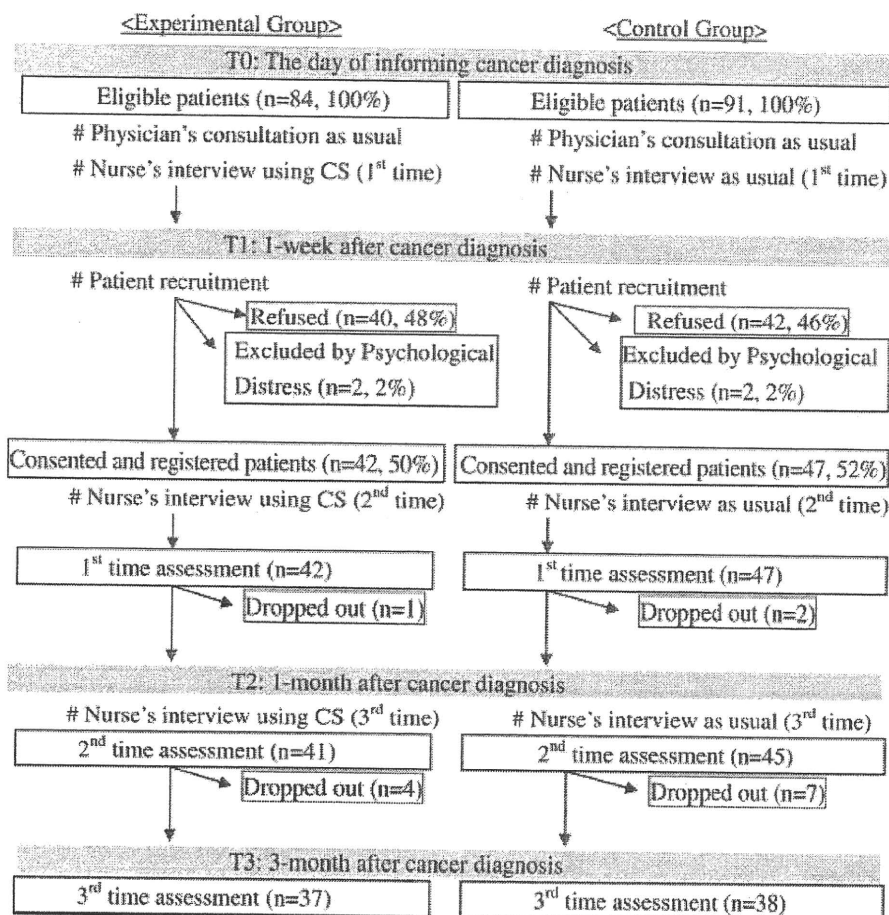 <Experimental Group>
<Control Group>
T0: The day of informing cancer diagnosis
Eligible patients (n=84, 100%)
Eligible patients (n=91, 100%)
# Physician's consultation as usual
# Physician's consultation as usual
# Nurse's interview using CS (1st time)
# Nurse's interview as usual (1st time)
T1: 1-week after cancer diagnosis
# Patient recruitment
# Patient recruitment
Refused (n=40, 48%)
Refused (n=42, 46%)
Excluded by Psychological
Distress (n=2, 2%)
Excluded by Psychological
Distress (n=2, 2%)
Consented and registered patients (n=42, 50%)
Consented and registered patients (n=47, 52%)
# Nurse's interview using CS (2nd time)
# Nurse's interview as usual (2nd time)
1st time assessment (n=42)
1st time assessment (n=47)
Dropped out (n=1)
Dropped out (n=2)
T2: 1-month after cancer diagnosis
# Nurse's interview using CS (3rd time)
# Nurse's interview as usual (3rd time)
2nd time assessment (n=41)
2nd time assessment (n=45)
Dropped out (n=4)
Dropped out (n=7)
T3: 3-month after cancer diagnosis
3rd time assessment (n=37)
3rd time assessment (n=38)